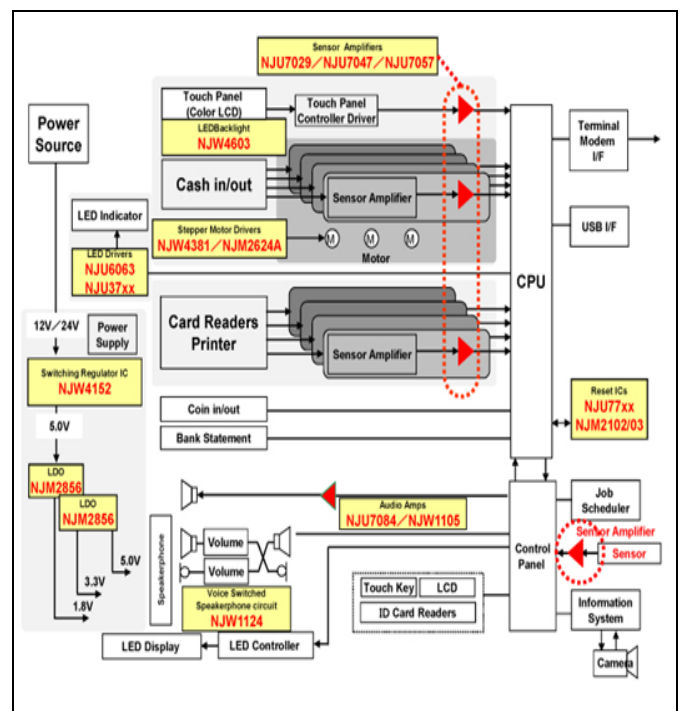 Sensor Amplifiers
NJU7029／NJU7047／NJU7057
Touch Panel
(Color LCD)
Touch Panel
Controller Driver
LEDBacklight
NJW4603
Power
Source
Terminal
Modem
I/F
Cash in/out
Sensor Amplifier
LED Indicator
Stepper Motor Drivers
NJW4381／NJM2624A
M
M
M
Motor
USB I/F
LED Drivers
NJU6063
NJU37xx
CPU
Card Readers
Printer
Sensor Amplifier
12V／24V
Power
Supply
Switching Regulator IC
NJW4152
5.0V
Coin in/out
Bank Statement
Reset ICs
NJU77xx
NJM2102/03
LDO
NJM2856
LDO
NJM2856
5.0V
3.3V
1.8V
Audio Amps
NJU7084／NJW1105
Job
Scheduler
Speakerphone
Volume
Volume
Control
Panel
Sensor Amplifier
Sensor
Voice Switched
Speakerphone circuit
NJW1124
Touch Key
LCD
ID Card Readers
Information
System
LED Display
LED Controller
Camera